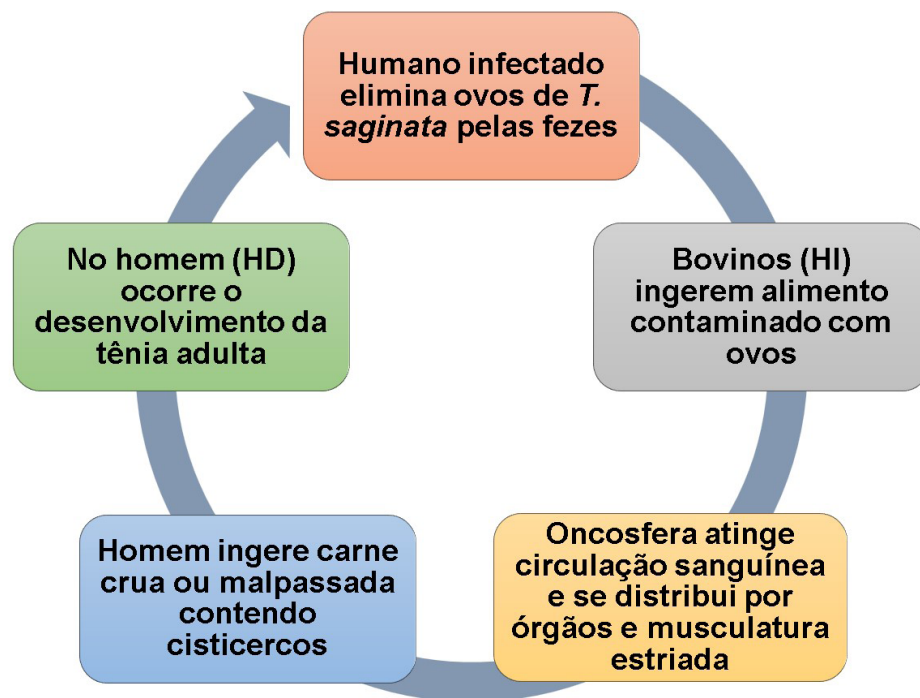 Humano infectado
elimina ovos de T.
saginata pelas fezes
Bovinos (HI)
ingerem alimento
contaminado com
ovos
Oncosfera atinge
circulação sanguínea
e se distribui por
órgãos e musculatura
estriada
Homem ingere carne
crua ou malpassada
contendo
cisticercos
No homem (HD)
ocorre o
desenvolvimento da
tênia adulta